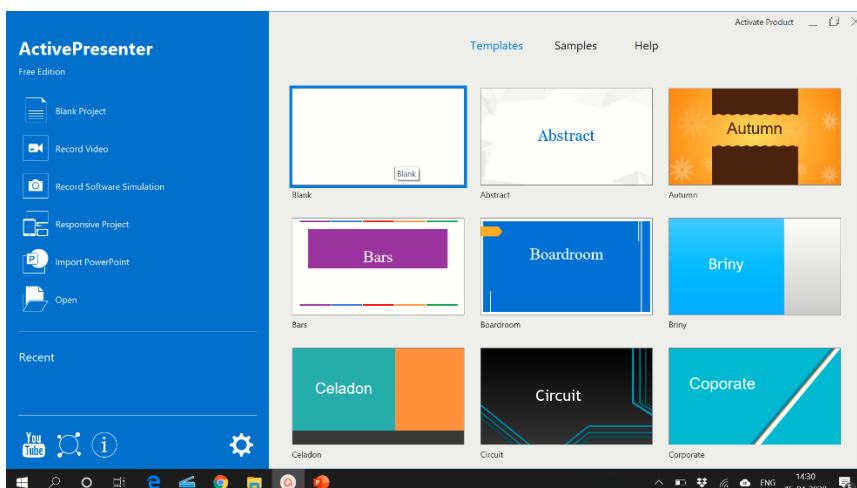 Activate Product
ActivePresenter
Free Edition
Blank Project
Record Video
Record Software Simulation
Responsive Project
Import PowerPoint
Open
Recent
You
Tube
Templates Samples Help
Blank
Blank
Abstract
Abstract
Autumn
Autumn
Bars
Bars
Boardroom
Boardroom
Briny
Briny
Celadon
Celadon
Circuit
Circuit
Coporate
Corporate
ENG
14:30